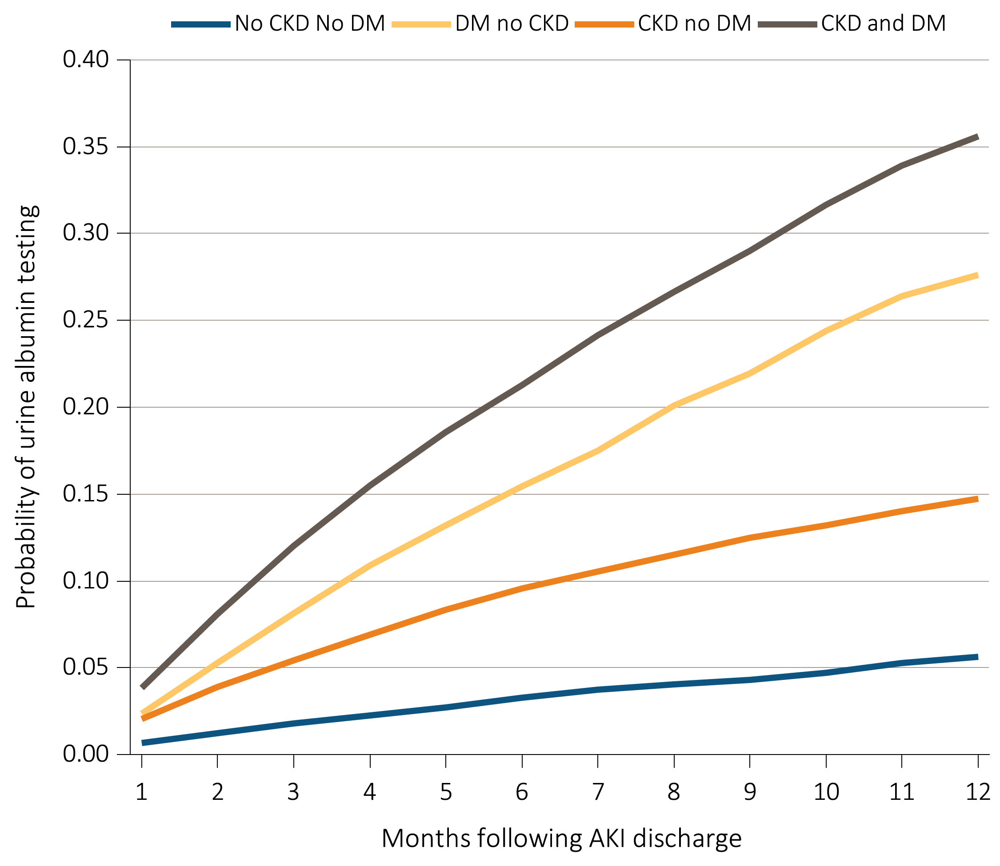 No CKD No DM DM no CKD CKD no DM CKD and DM
Probability of urine albumin testing
0.40
0.35
0.30
0.25
0.20
0.15
0.10
0.05
0.00
1 2 3 4 5 6 7 8 9 10 11 12
Months following AKI discharge